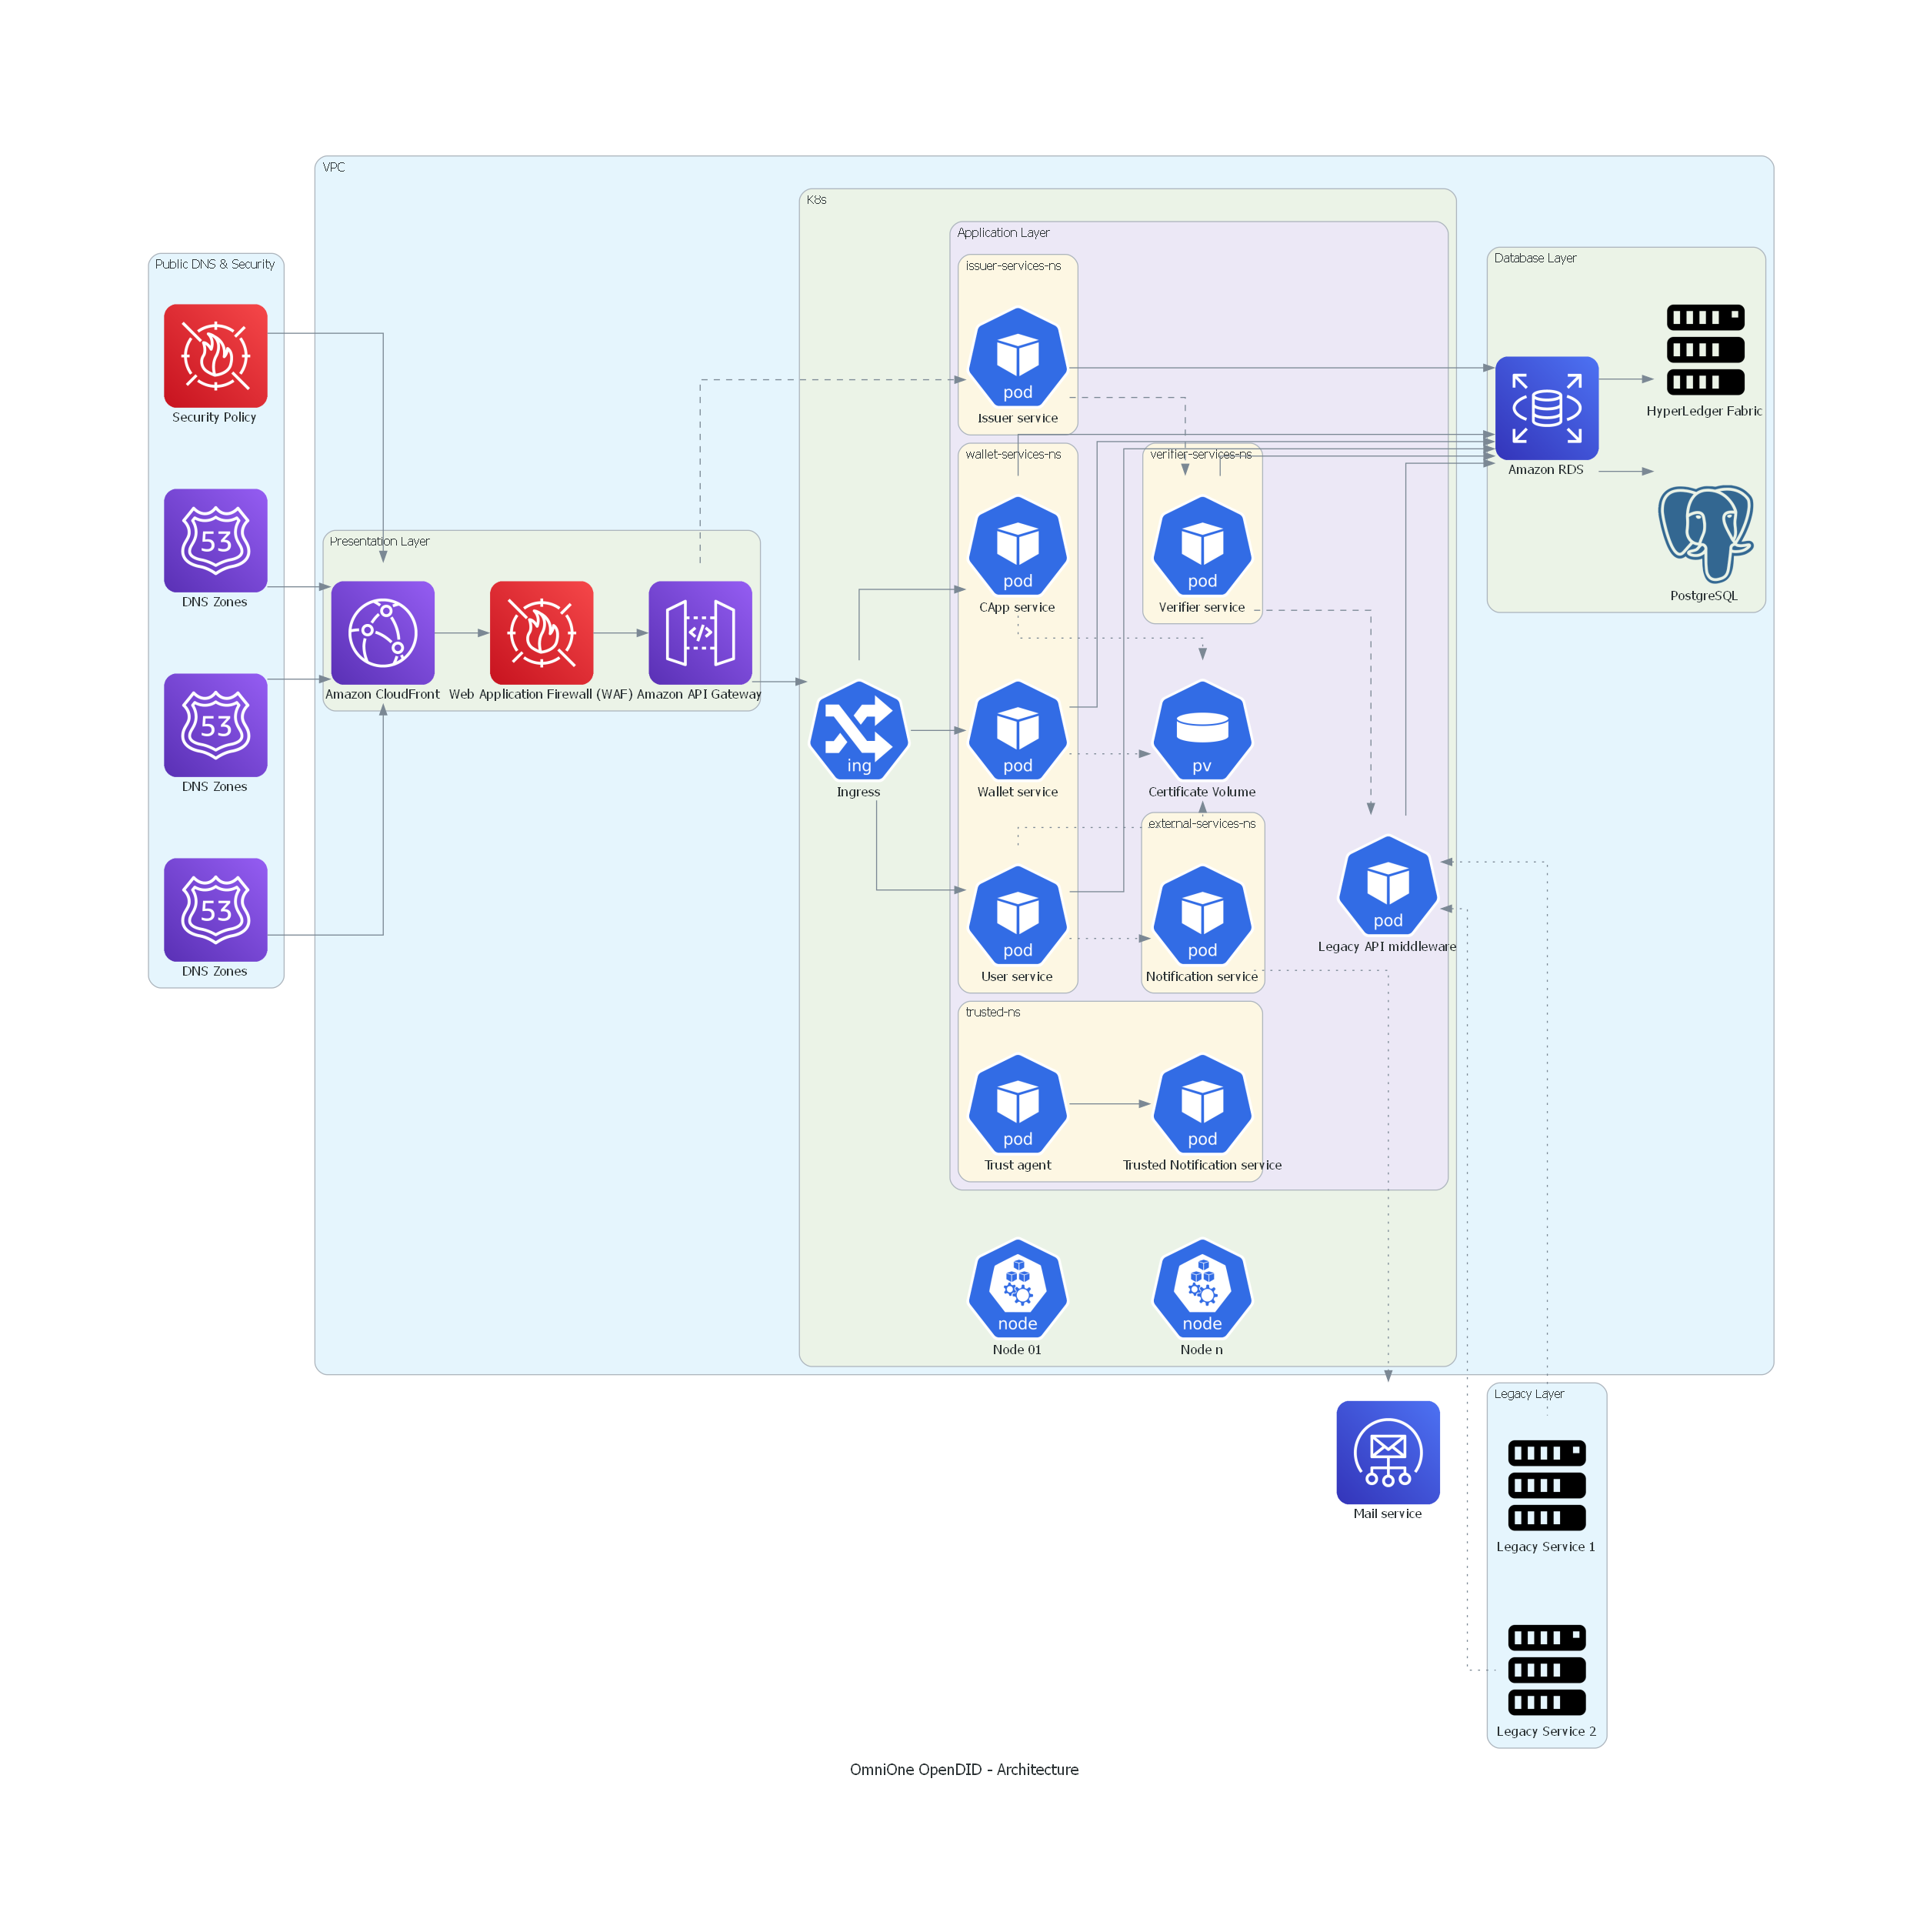 VPC
K8s
Public DNS & Security
Security Policy
53
DNS Zones
53
DNS Zones
53
DNS Zones
Presentation Layer
Amazon CloudFront
Web Application Firewall (WAF)
Amazon API Gateway
</>
ing
Ingress
Application Layer
issuer-services-ns
pod
Issuer service
wallet-services-ns
pod
CApp service
pod
Wallet service
pod
User service
verifier-services-ns
pod
Verifier service
pv
Certificate Volume
external-services-ns
pod
Notification service
pod
Legacy API middleware
trusted-ns
pod
Trust agent
pod
Trusted Notification service
node
Node 01
node
Node n
Database Layer
Amazon RDS
HyperLedger Fabric
PostgreSQL
Mail service
Legacy Layer
Legacy Service 1
Legacy Service 2
OmniOne OpenDID - Architecture